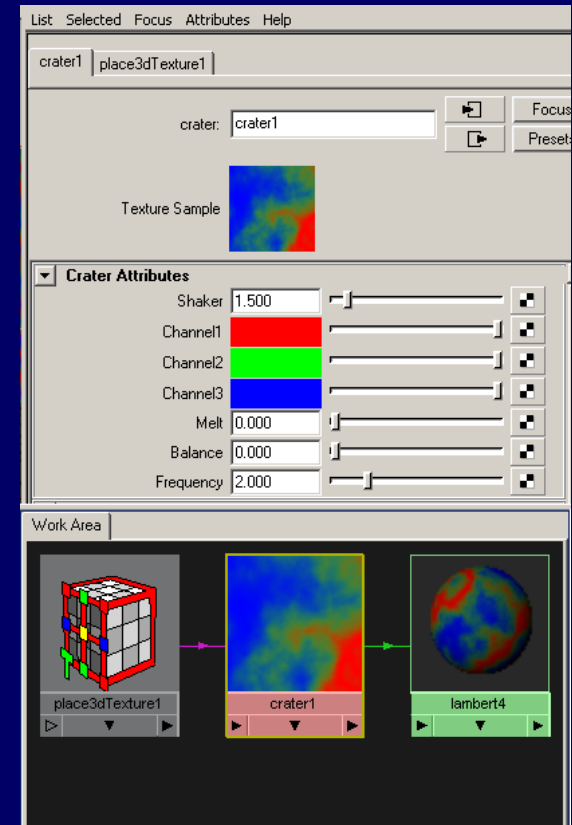 List Selected Focus Attributes Help
crater1 place3dTexture1
crater: crater1
Focus
Presets
Texture Sample
Crater Attributes
Shaker 1.500
Channel1
Channel2
Channel3
Melt 0.000
Balance 0.000
Frequency 2.000
Work Area
place3dTexture1 crater1 lambert4